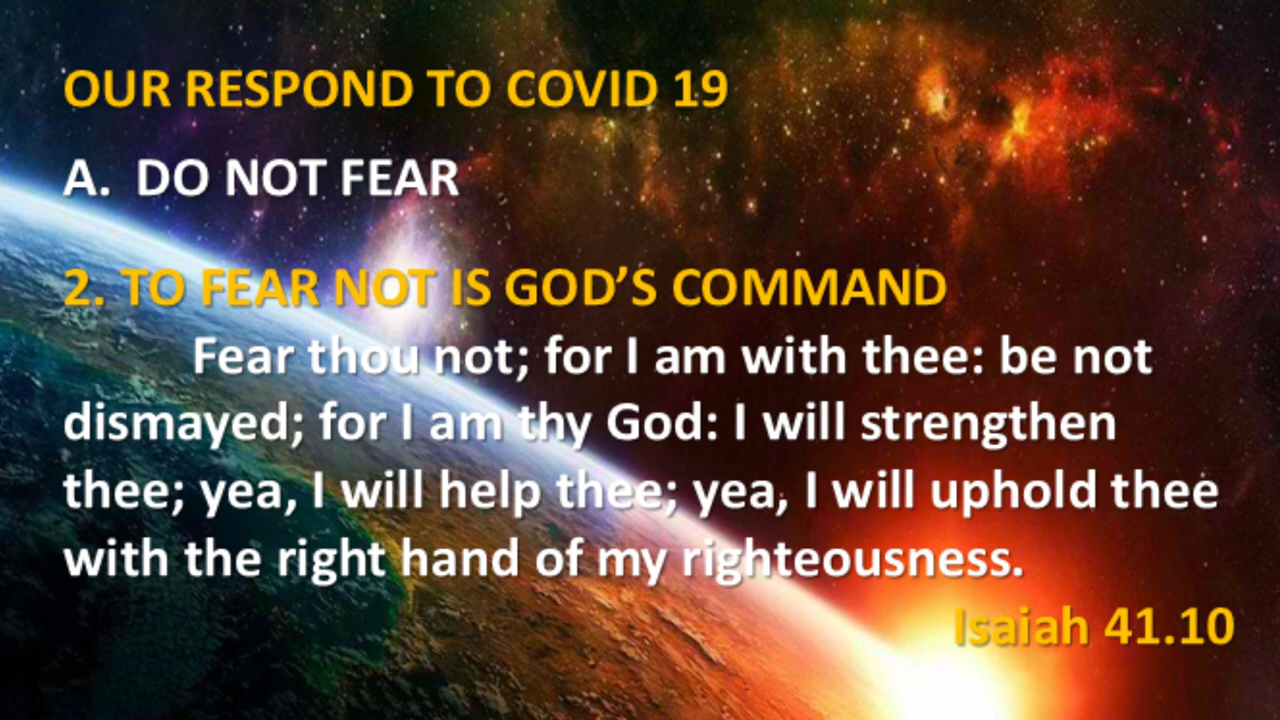 OUR RESPOND TO COVID 19
A. DO NOT FEAR
2. TO FEAR NOT IS GOD’S COMMAND
Fear thou not; for I am with thee: be not
dismayed; for I am thy God: I will strengthen
thee; yea, I will help thee; yea, I will uphold thee
with the right hand of my righteousness.
Isaiah 41.10